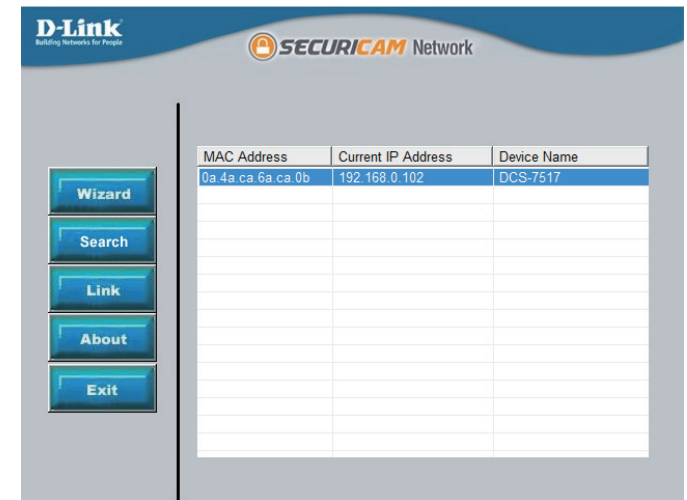 D-Link
Building Networks for People
SECURICAM Network
MAC Address Current IP Address Device Name
0a.4a.ca.6a.ca.0b 192.168.0.102 DCS-7517
Wizard
Search
Link
About
Exit